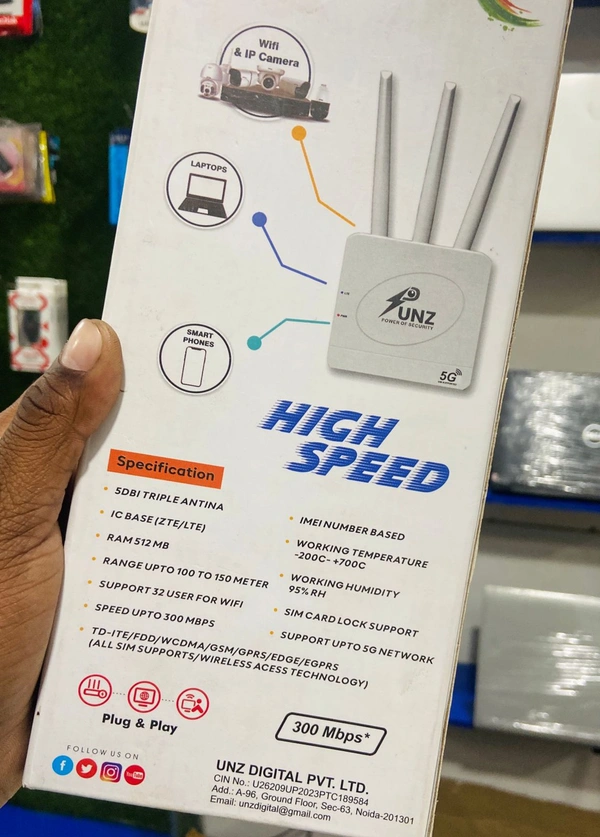 Wifi
& IP Camera
LAPTOPS
SMART
PHONES
UNZ
POWER OF SECURITY
5G
HIGH
SPEED
Specification
5DBI TRIPLE ANTINA
IC BASE (ZTE/LTE)
RAM 512 MB
RANGE UPTO 100 TO 150 METER
SUPPORT 32 USER FOR WIFI
SPEED UPTO 300 MBPS
TD-ITE/FDD/WCDMA/GSM/GPRS/EDGE/EGPRS
(ALL SIM SUPPORTS/WIRELESS ACESS TECHNOLOGY)
IMEI NUMBER BASED
WORKING TEMPERATURE
-200C- +700C
WORKING HUMIDITY
95% RH
SIM CARD LOCK SUPPORT
SUPPORT UPTO 5G NETWORK
Plug & Play
300 Mbps*
FOLLOW US ON
UNZ DIGITAL PVT. LTD.
CIN No.: U26209UP2023PTC189584
Add.: A-96, Ground Floor, Sec-63, Noida-201301
Email: unzdigital@gmail.com